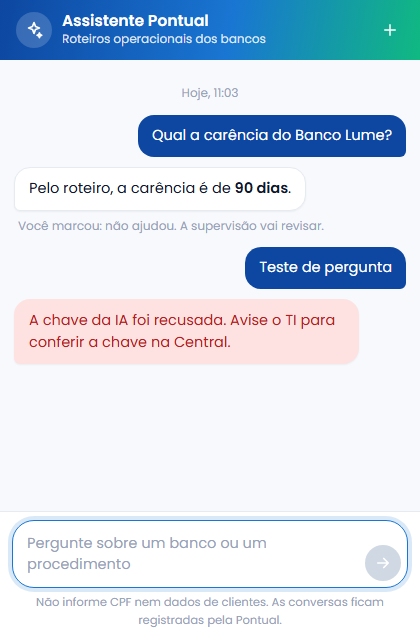 Assistente Pontual
Roteiros operacionais dos bancos
Hoje, 11:03
Qual a carência do Banco Lume?
Pelo roteiro, a carência é de 90 dias.
Você marcou: não ajudou. A supervisão vai revisar.
Teste de pergunta
A chave da IA foi recusada. Avise o TI para
conferir a chave na Central.
Pergunte sobre um banco ou um
procedimento
Não informe CPF nem dados de clientes. As conversas ficam
registradas pela Pontual.